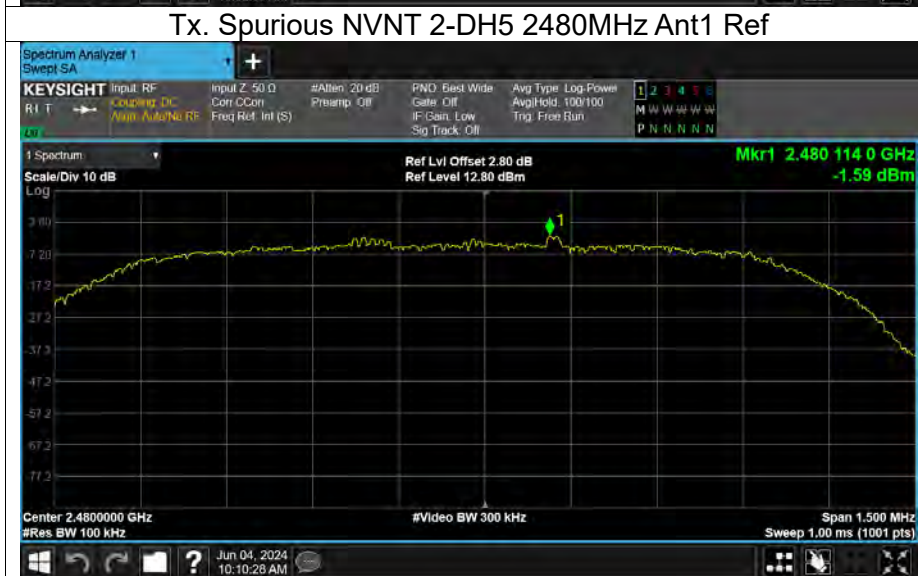 Tx. Spurious NVNT 2-DH5 2480MHz Ant1 Ref
Spectrum Analyzer 1
Swept SA
KEYSIGHT Input: RF Input Z: 50 Ω #Atten: 20 dB PNO: Best Wide Avg Type: Log-Power 1 2 3 4 5 6
R L T Coupling: DC Corr CCorr Preamp: Off Gate: Off Avg|Hold: 100/100 M W W W W W
Align: Auto/No RF Freq Ref: Int (S) IF Gain: Low Trig: Free Run
Sig Track: Off P N N N N N
1 Spectrum Ref Lvl Offset 2.80 dB Mkr1 2.480 114 0 GHz
Scale/Div 10 dB Ref Level 12.80 dBm -1.59 dBm
Log
2.80
-7.20
-17.2
-27.2
-37.2
-47.2
-57.2
-67.2
-77.2
1
Center 2.4800000 GHz #Video BW 300 kHz Span 1.500 MHz
#Res BW 100 kHz Sweep 1.00 ms (1001 pts)
? Jun 04, 2024
10:10:28 AM